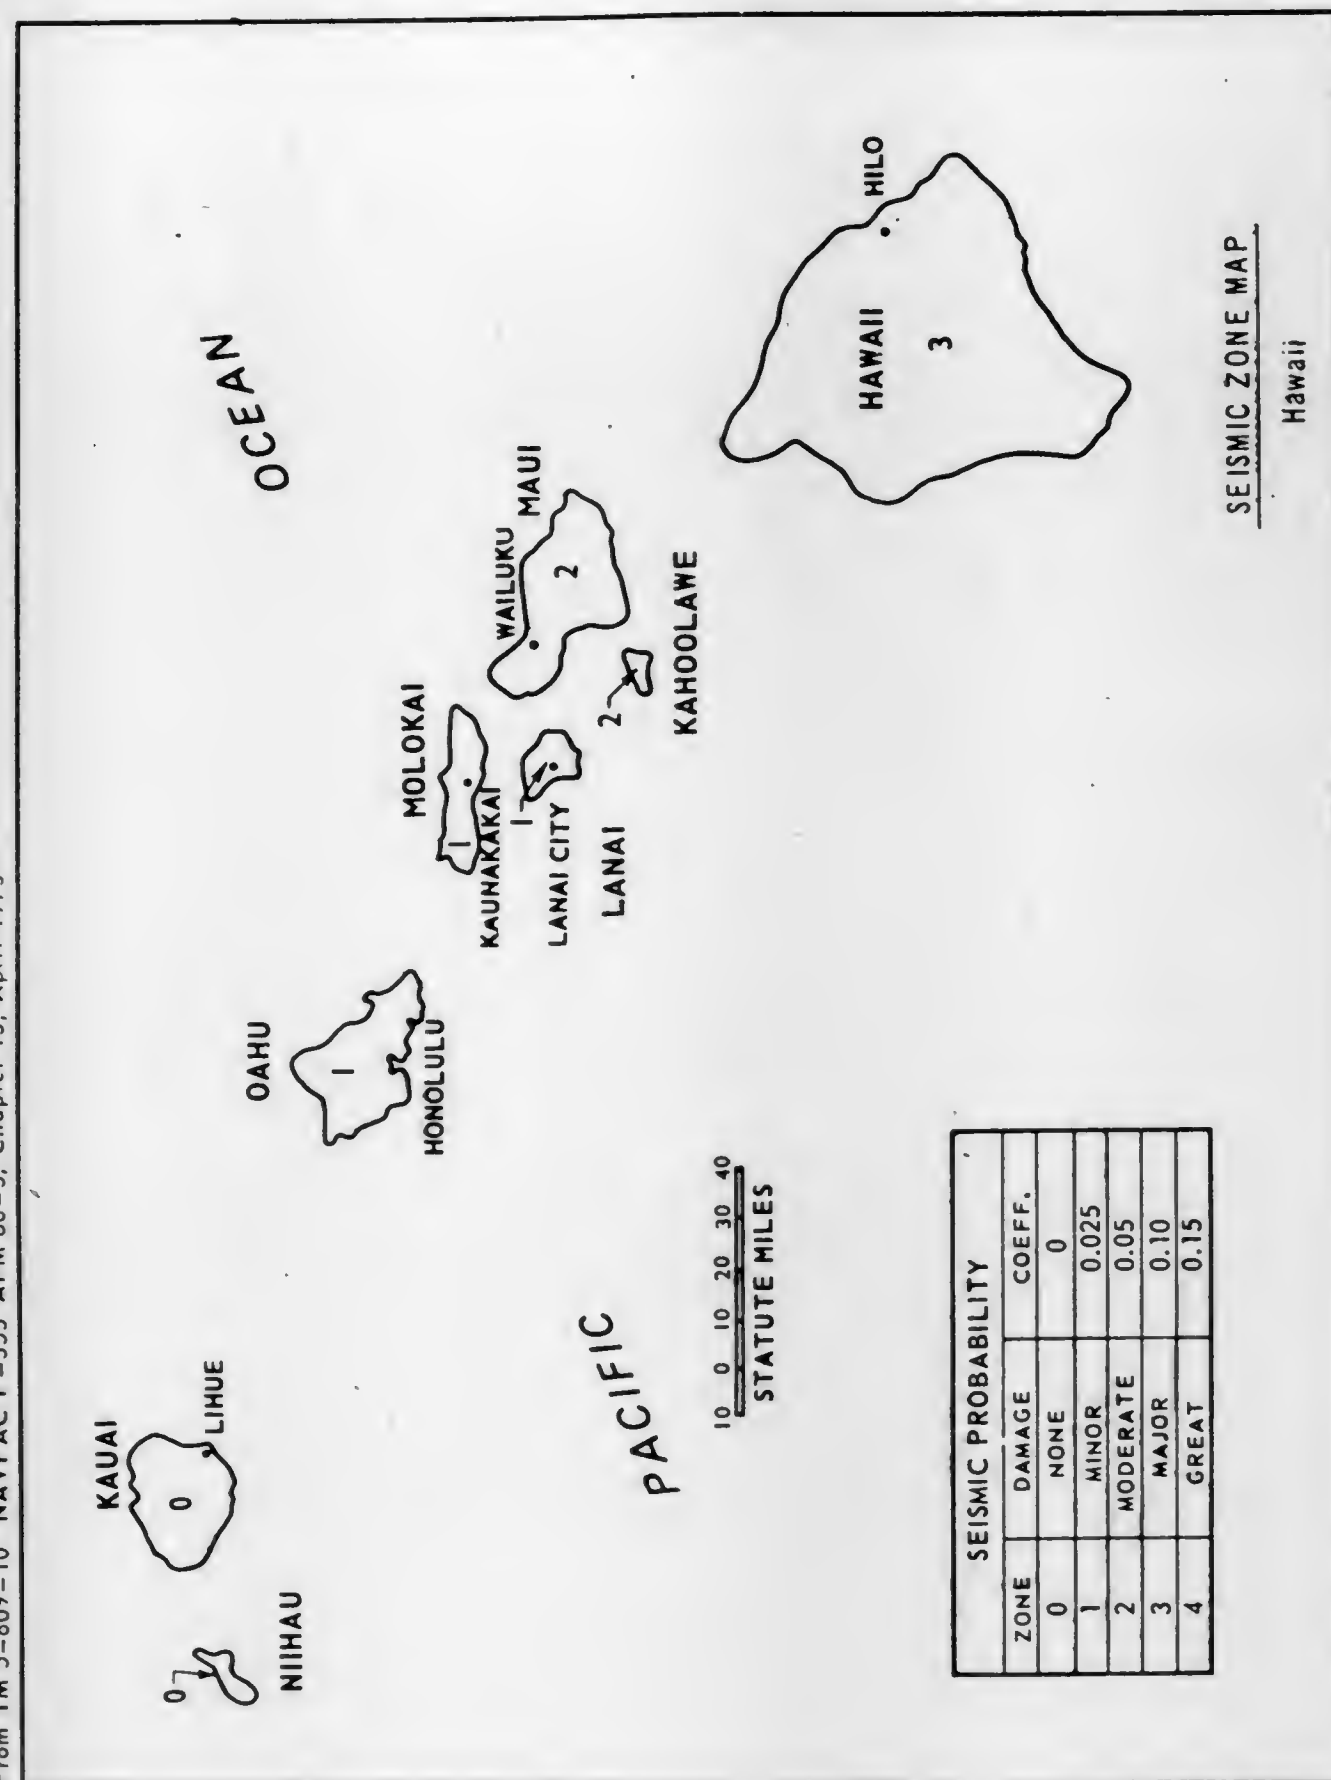 KAUAI
0
LIHUE
0
NIIHAU
OAHU
1
HONOLULU
OCEAN
MOLOKAI
1
KAUNAKAKAI
1
LANAI CITY
LANAI
WAILUKU
MAUI
2
2
KAHOOLAWE
PACIFIC
10 0 10 20 30 40
STATUTE MILES
HILO
HAWAII
3
SEISMIC PROBABILITY
ZONE DAMAGE COEFF.
0 NONE 0
1 MINOR 0.025
2 MODERATE 0.05
3 MAJOR 0.10
4 GREAT 0.15
SEISMIC ZONE MAP
Hawaii